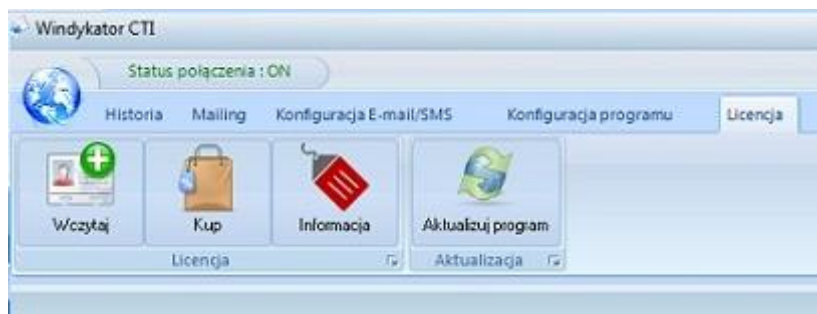 Windykator CTI
Status połączenia : ON
Historia Mailing Konfiguracja E-mail/SMS Konfiguracja programu Licencja
Wczytaj Kup Informacja Aktualizuj program
Licencja Aktualizacja